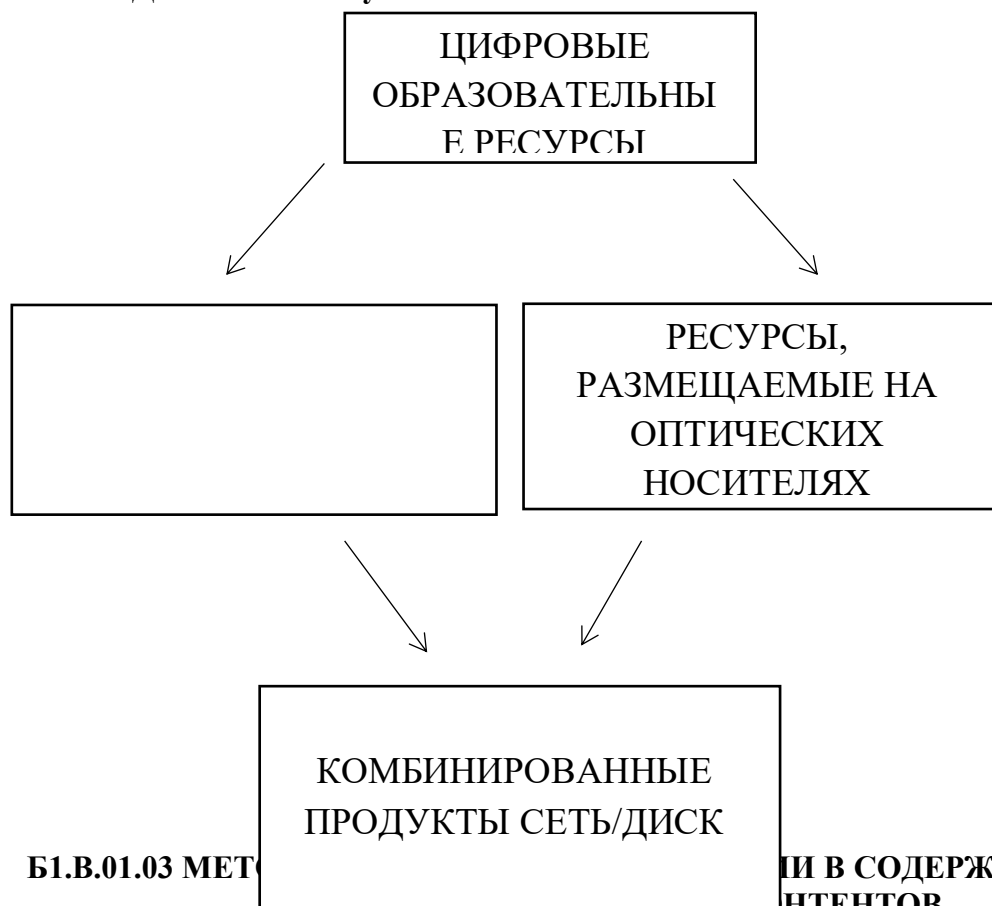 ЦИФРОВЫЕ
ОБРАЗОВАТЕЛЬНЫ
Е РЕСУРСЫ
РЕСУРСЫ,
РАЗМЕЩАЕМЫЕ НА
ОПТИЧЕСКИХ
НОСИТЕЛЯХ
КОМБИНИРОВАННЫЕ
ПРОДУКТЫ СЕТЬ/ДИСК
Б1.В.01.03 В